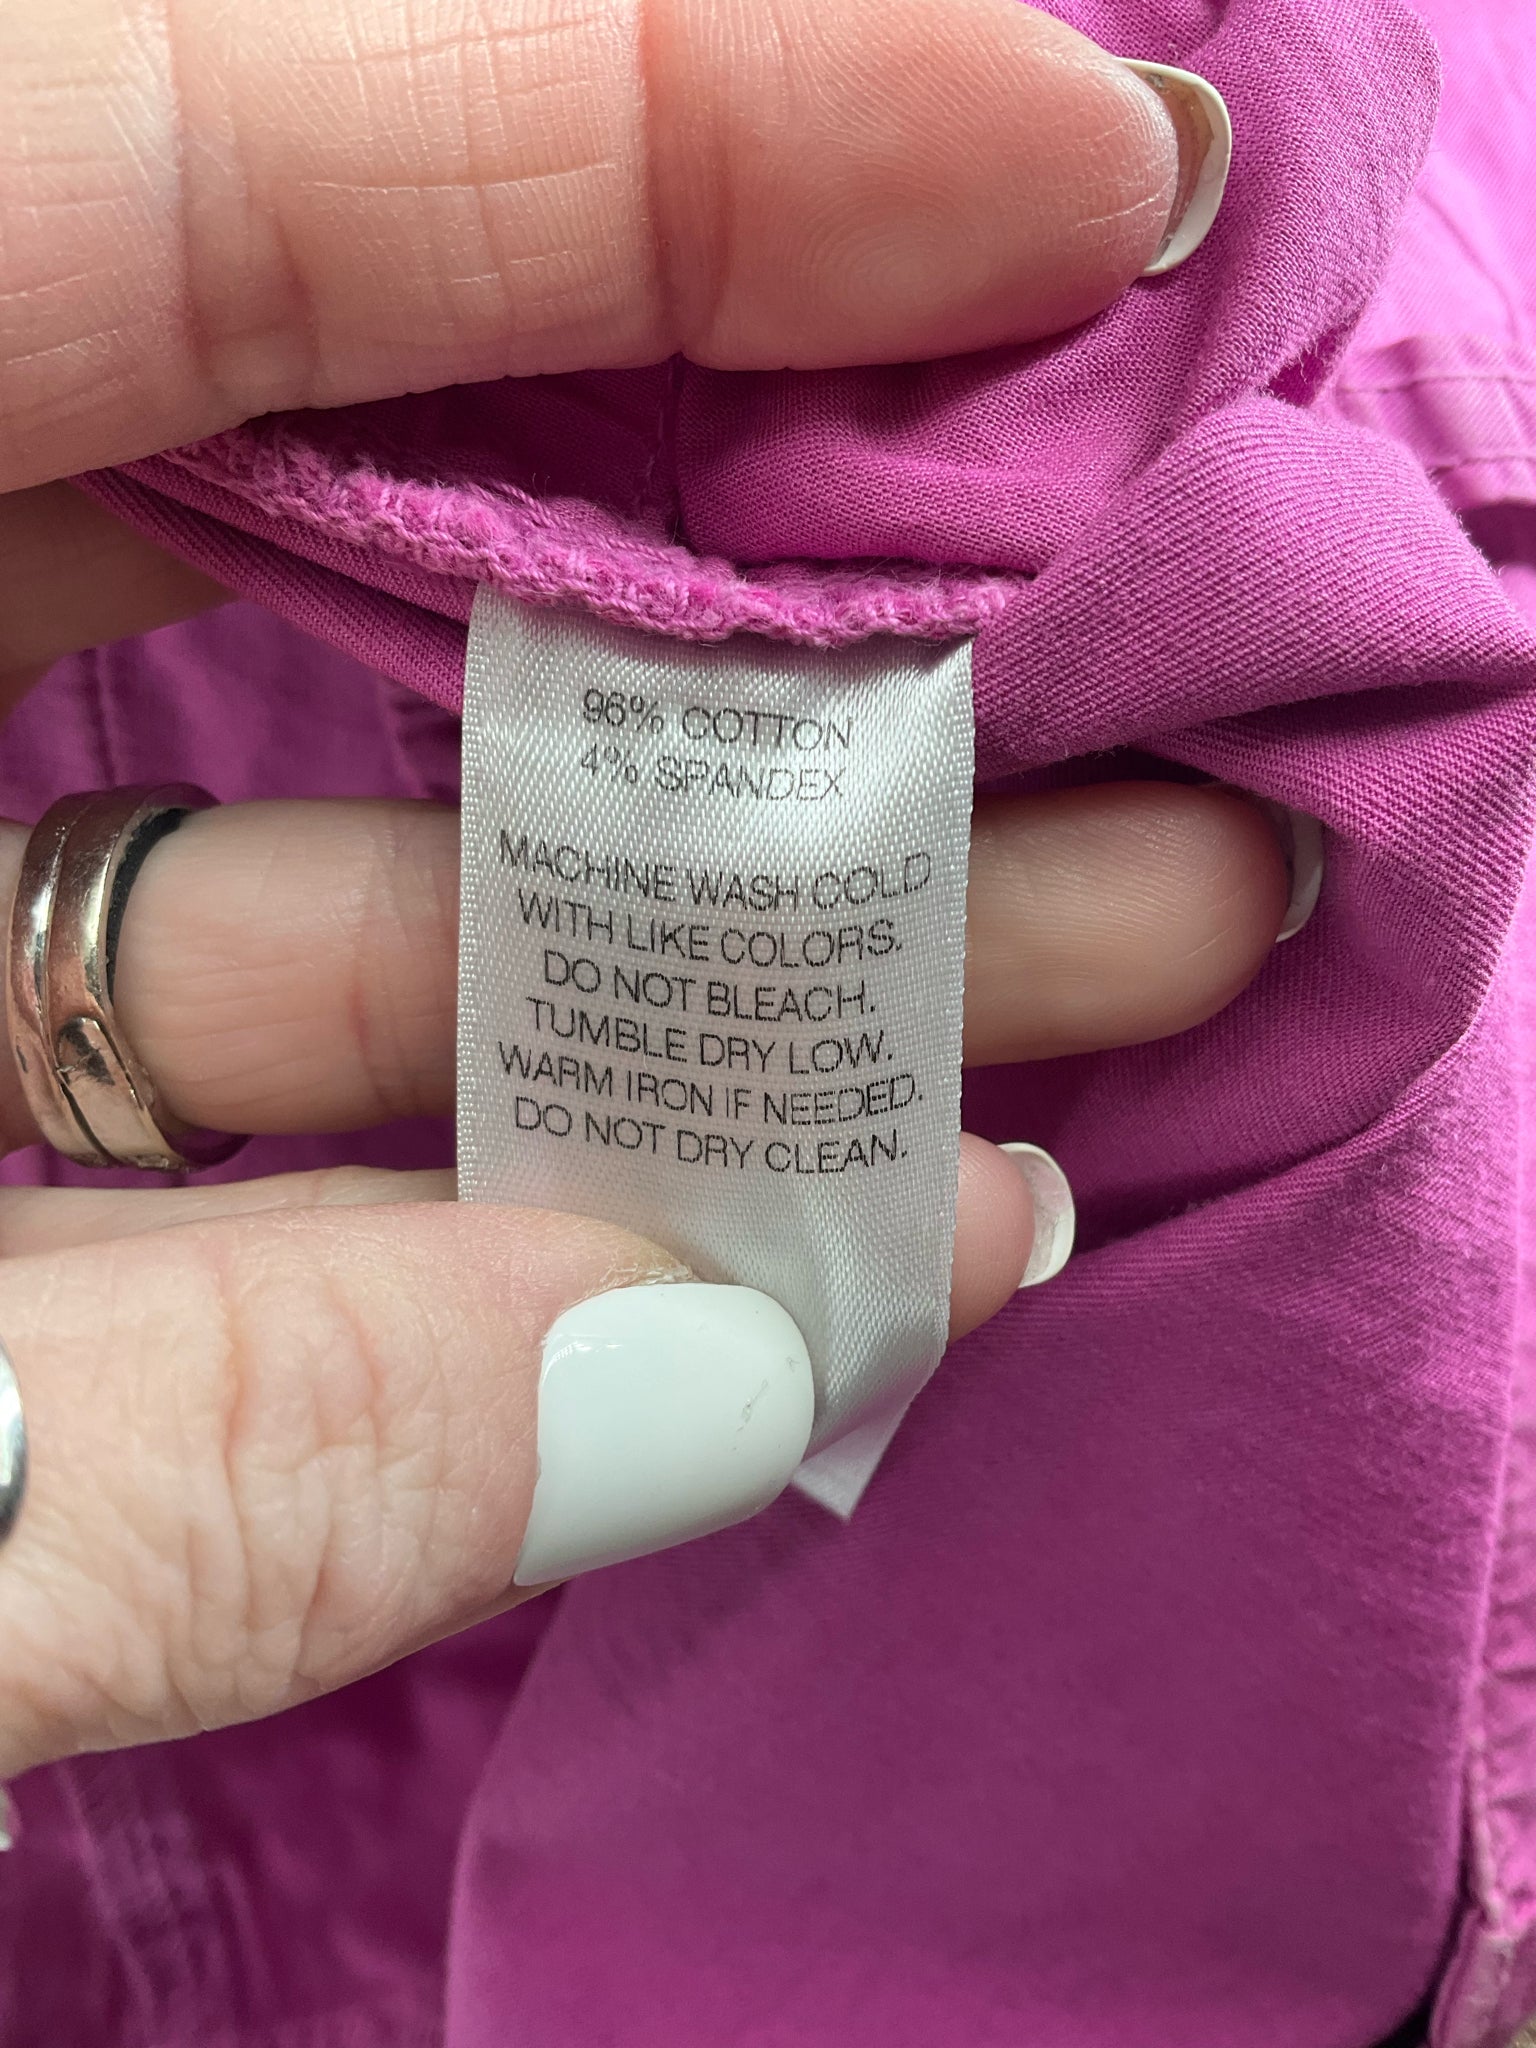 96% COTTON
4% SPANDEX
MACHINE WASH COLD
WITH LIKE COLORS.
DO NOT BLEACH.
TUMBLE DRY LOW.
WARM IRON IF NEEDED.
DO NOT DRY CLEAN.